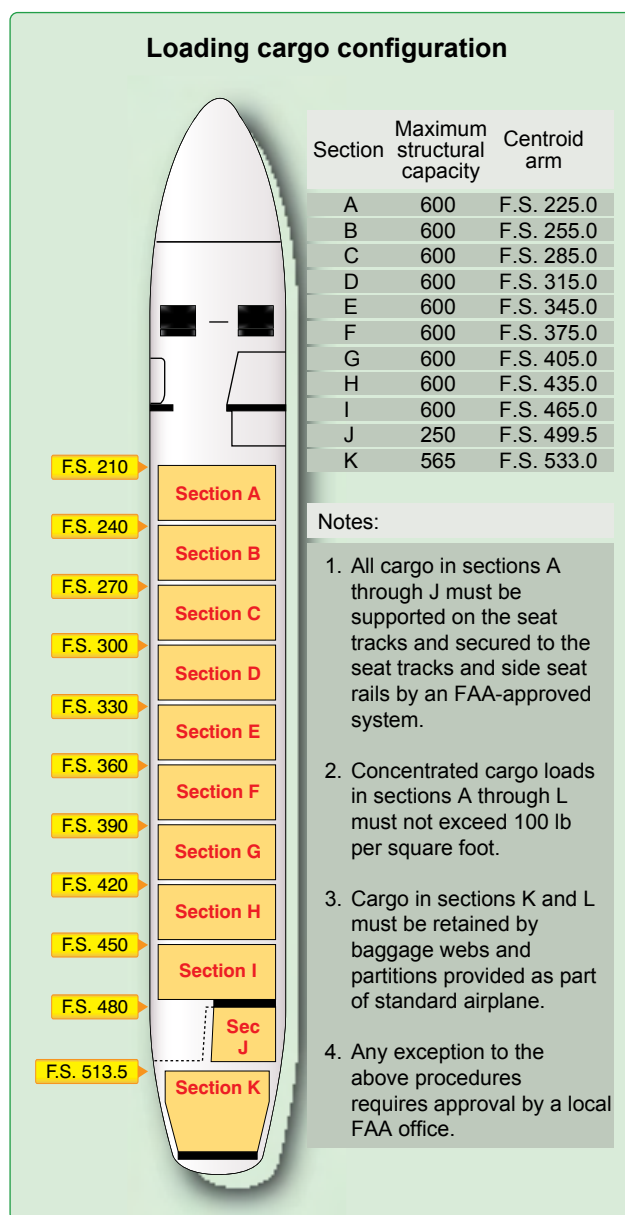 Loading cargo configuration
Section Maximum structural capacity Centroid arm
A 600 F.S. 225.0
B 600 F.S. 255.0
C 600 F.S. 285.0
D 600 F.S. 315.0
E 600 F.S. 345.0
F 600 F.S. 375.0
G 600 F.S. 405.0
H 600 F.S. 435.0
I 600 F.S. 465.0
J 250 F.S. 499.5
K 565 F.S. 533.0
F.S. 210
Section A
F.S. 240
Section B
F.S. 270
Section C
F.S. 300
Section D
F.S. 330
Section E
F.S. 360
Section F
F.S. 390
Section G
F.S. 420
Section H
F.S. 450
Section I
F.S. 480
Sec
J
F.S. 513.5
Section K
Notes:
1. All cargo in sections A
through J must be
supported on the seat
tracks and secured to the
seat tracks and side seat
rails by an FAA-approved
system.
2. Concentrated cargo loads
in sections A through L
must not exceed 100 lb
per square foot.
3. Cargo in sections K and L
must be retained by
baggage webs and
partitions provided as part
of standard airplane.
4. Any exception to the
above procedures
requires approval by a local
FAA office.